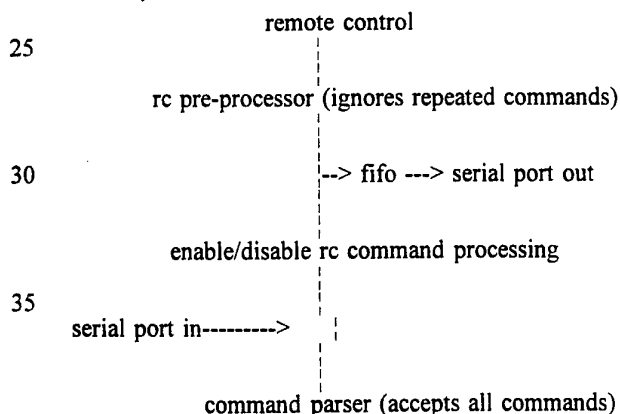 remote control
25
rc pre-processor (ignores repeated commands)
30 --> fifo ---> serial port out
enable/disable rc command processing
35
serial port in--------->
command parser (accepts all commands)